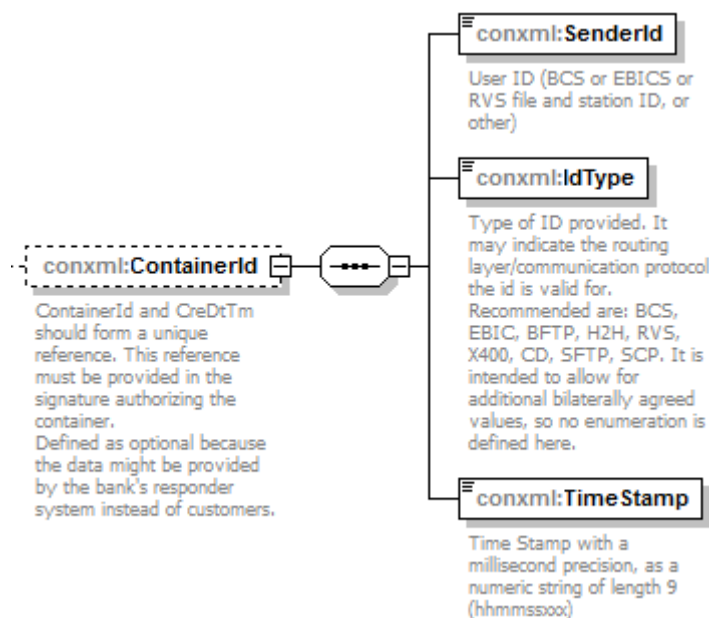 conxml:SenderId
User ID (BCS or EBICS or
RVS file and station ID, or
other)
conxml:IdType
Type of ID provided. It
may indicate the routing
layer/communication protocol
the id is valid for.
Recommended are: BCS,
EBIC, BFTP, H2H, RVS,
X400, CD, SFTP, SCP. It is
intended to allow for
additional bilaterally agreed
values, so no enumeration is
defined here.
conxml:ContainerId
ContainerId and CreDtTm
should form a unique
reference. This reference
must be provided in the
signature authorizing the
container.
Defined as optional because
the data might be provided
by the bank's responder
system instead of customers.
conxml:TimeStamp
Time Stamp with a
millisecond precision, as a
numeric string of length 9
(hhmmssxxx)